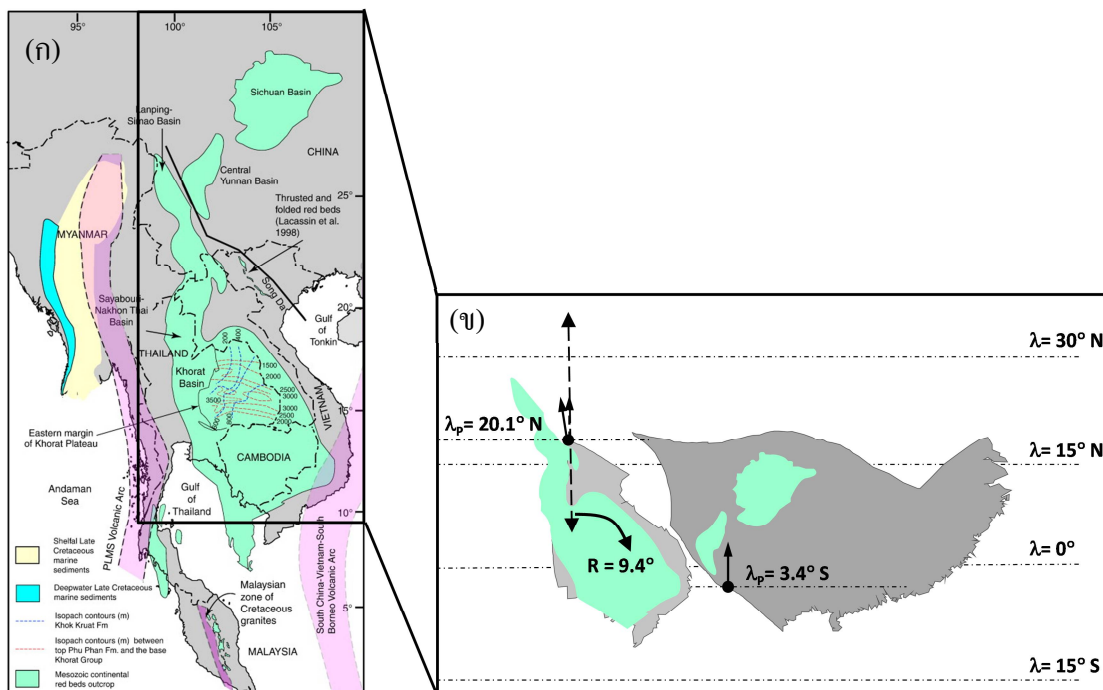 95°
100°
105°
(ก)
Sichuan Basin
Lanping-
Simao Basin
CHINA
Central
Yunnan Basin
Thrusted and
folded red beds
(Lacassin et al.
1998)
25°
MYANMAR
Song Da
Sayabouri-
Nakhon Thai
Basin
20°
Gulf
of
Tonkin
THAILAND
Khorat
Basin
200
400
1500
2000
2500
3000
3500
3000
2500
2000
600
800
VIETNAM
15°
Eastern margin
of Khorat Plateau
CAMBODIA
Andaman
Sea
Gulf
of
Thailand
PLMS Volcanic Arc
10°
South China-Vietnam-South
Borneo Volcanic Arc
Shelfal Late
Cretaceous
marine
sediments
Deepwater Late Cretaceous
marine sediments
Isopach contours (m)
Khok Kruat Fm
Isopach contours (m) between
top Phu Phan Fm. and the base
Khorat Group
Mesozoic continental
red beds outcrop
Malaysian
zone of
Cretaceous
granites
5°
MALAYSIA
(ข)
λ= 30° N
λP= 20.1° N
λ= 15° N
λ= 0°
R = 9.4°
λP= 3.4° S
λ= 15° S